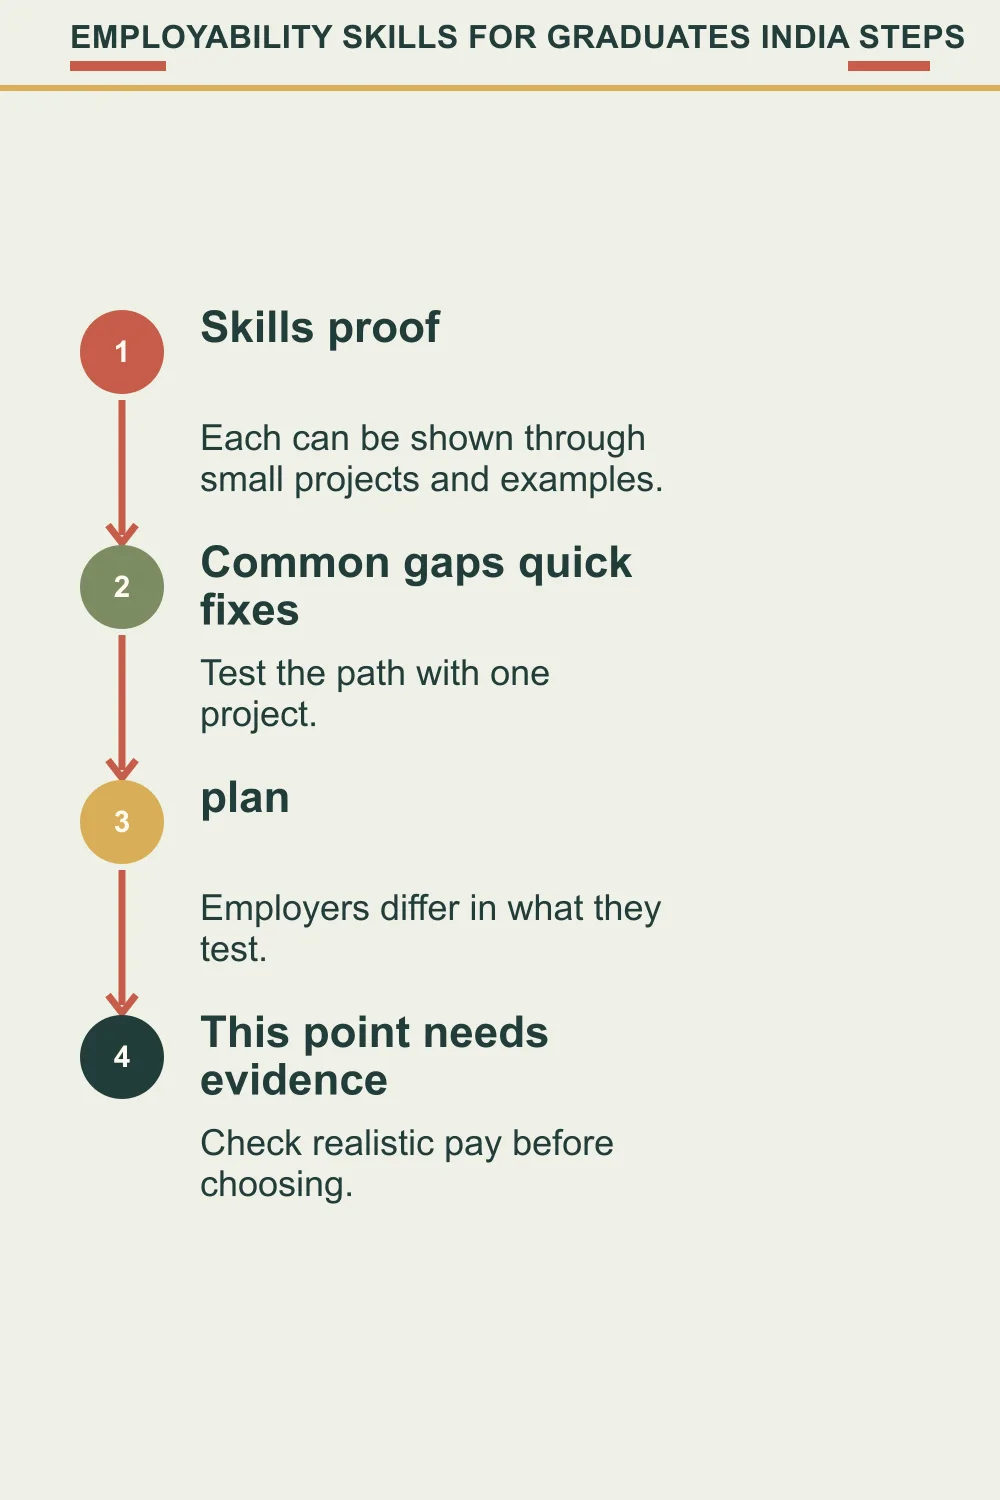 EMPLOYABILITY SKILLS FOR GRADUATES INDIA STEPS
1
Skills proof
Each can be shown through
small projects and examples.
2
Common gaps quick
fixes
Test the path with one
project.
3
plan
Employers differ in what they
test.
4
This point needs
evidence
Check realistic pay before
choosing.